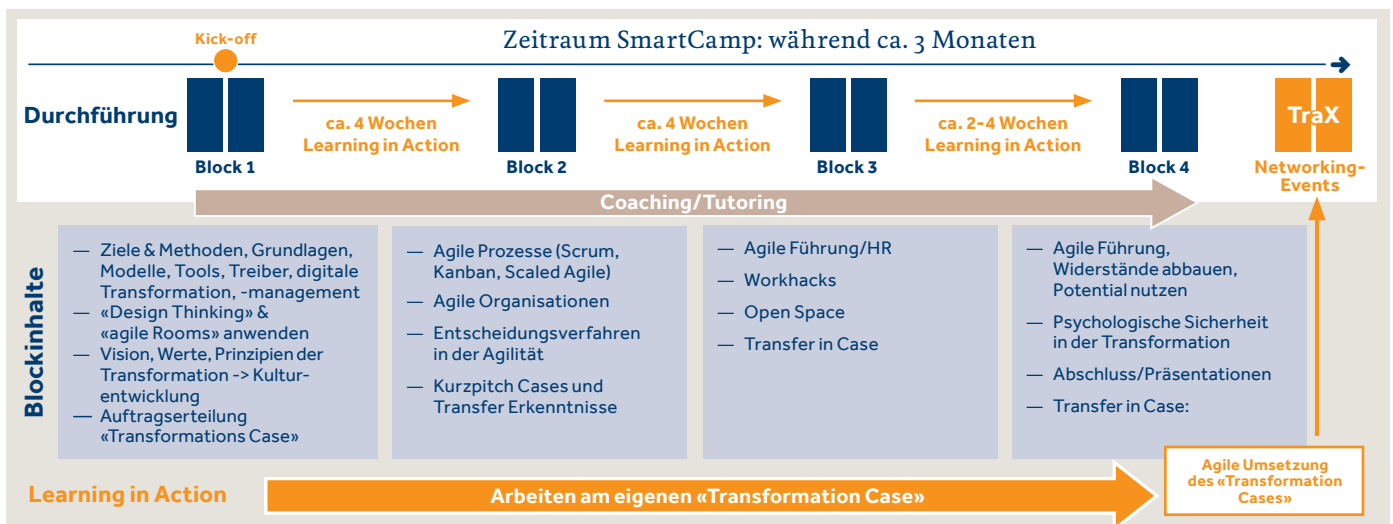 Kick-off
Zeitraum SmartCamp: während ca. 3 Monaten
Durchführung
ca. 4 Wochen
Learning in Action
ca. 4 Wochen
Learning in Action
ca. 2-4 Wochen
Learning in Action
TraX
Block 1
Block 2
Block 3
Block 4
Networking-
Events
Coaching/Tutoring
Blockinhalte
— Ziele & Methoden, Grundlagen,
Modelle, Tools, Treiber, digitale
Transformation, -management
— «Design Thinking» &
«agile Rooms» anwenden
— Vision, Werte, Prinzipien der
Transformation -> Kultur-
entwicklung
— Auftragserteilung
«Transformations Case»
— Agile Prozesse (Scrum,
Kanban, Scaled Agile)
— Agile Organisationen
— Entscheidungsverfahren
in der Agilität
— Kurzpitch Cases und
Transfer Erkenntnisse
— Agile Führung/HR
— Workhacks
— Open Space
— Transfer in Case
— Agile Führung,
Widerstände abbauen,
Potential nutzen
— Psychologische Sicherheit
in der Transformation
— Abschluss/Präsentationen
— Transfer in Case:
Learning in Action
Arbeiten am eigenen «Transformation Case»
Agile Umsetzung
des «Transformation
Cases»